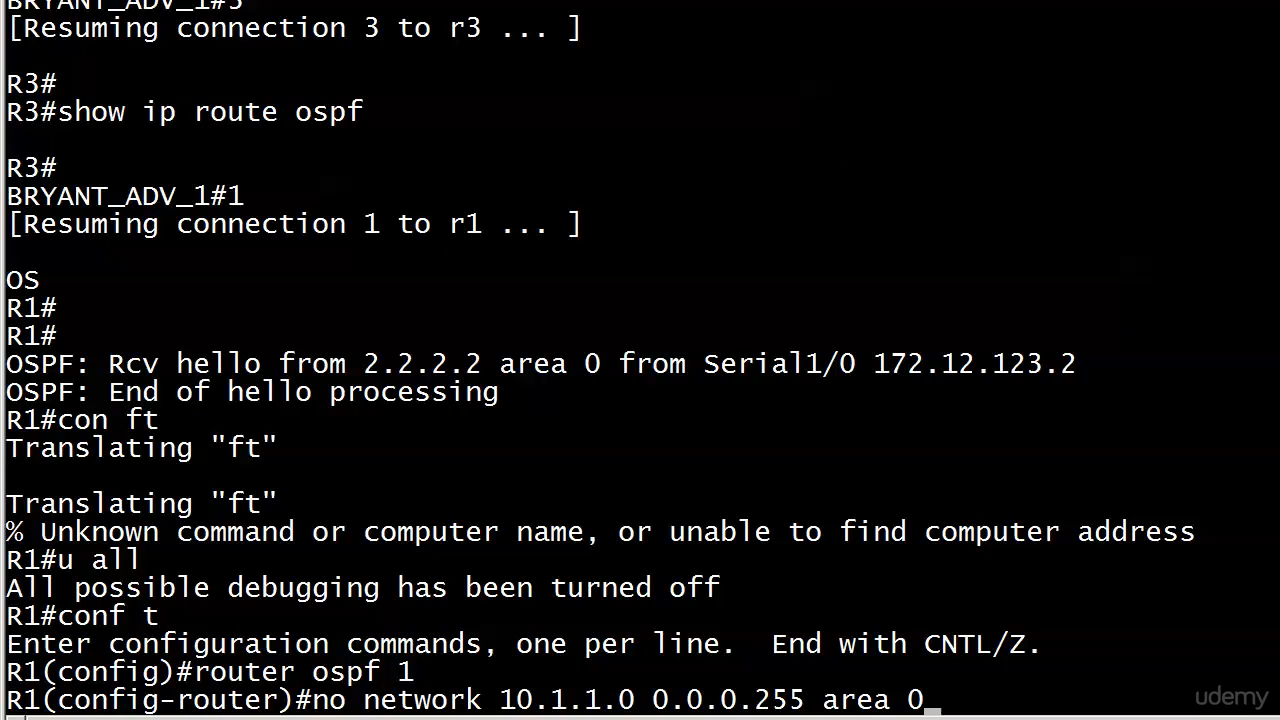 BRYANT_ADV_1#3
[Resuming connection 3 to r3 ... ]
R3#
R3#show ip route ospf
R3#
BRYANT_ADV_1#1
[Resuming connection 1 to r1 ... ]
OS
R1#
R1#
OSPF: Rcv hello from 2.2.2.2 area 0 from Serial1/0 172.12.123.2
OSPF: End of hello processing
R1#con ft
Translating "ft"
Translating "ft"
% Unknown command or computer name, or unable to find computer address
R1#u all
All possible debugging has been turned off
R1#conf t
Enter configuration commands, one per line.  End with CNTL/Z.
R1(config)#router ospf 1
R1(config-router)#no network 10.1.1.0 0.0.0.255 area 0
udemy